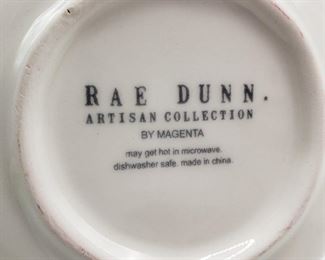 RAE DUNN.
ARTISAN COLLECTION
BY MAGENTA
may get hot in microwave.
dishwasher safe. made in china.